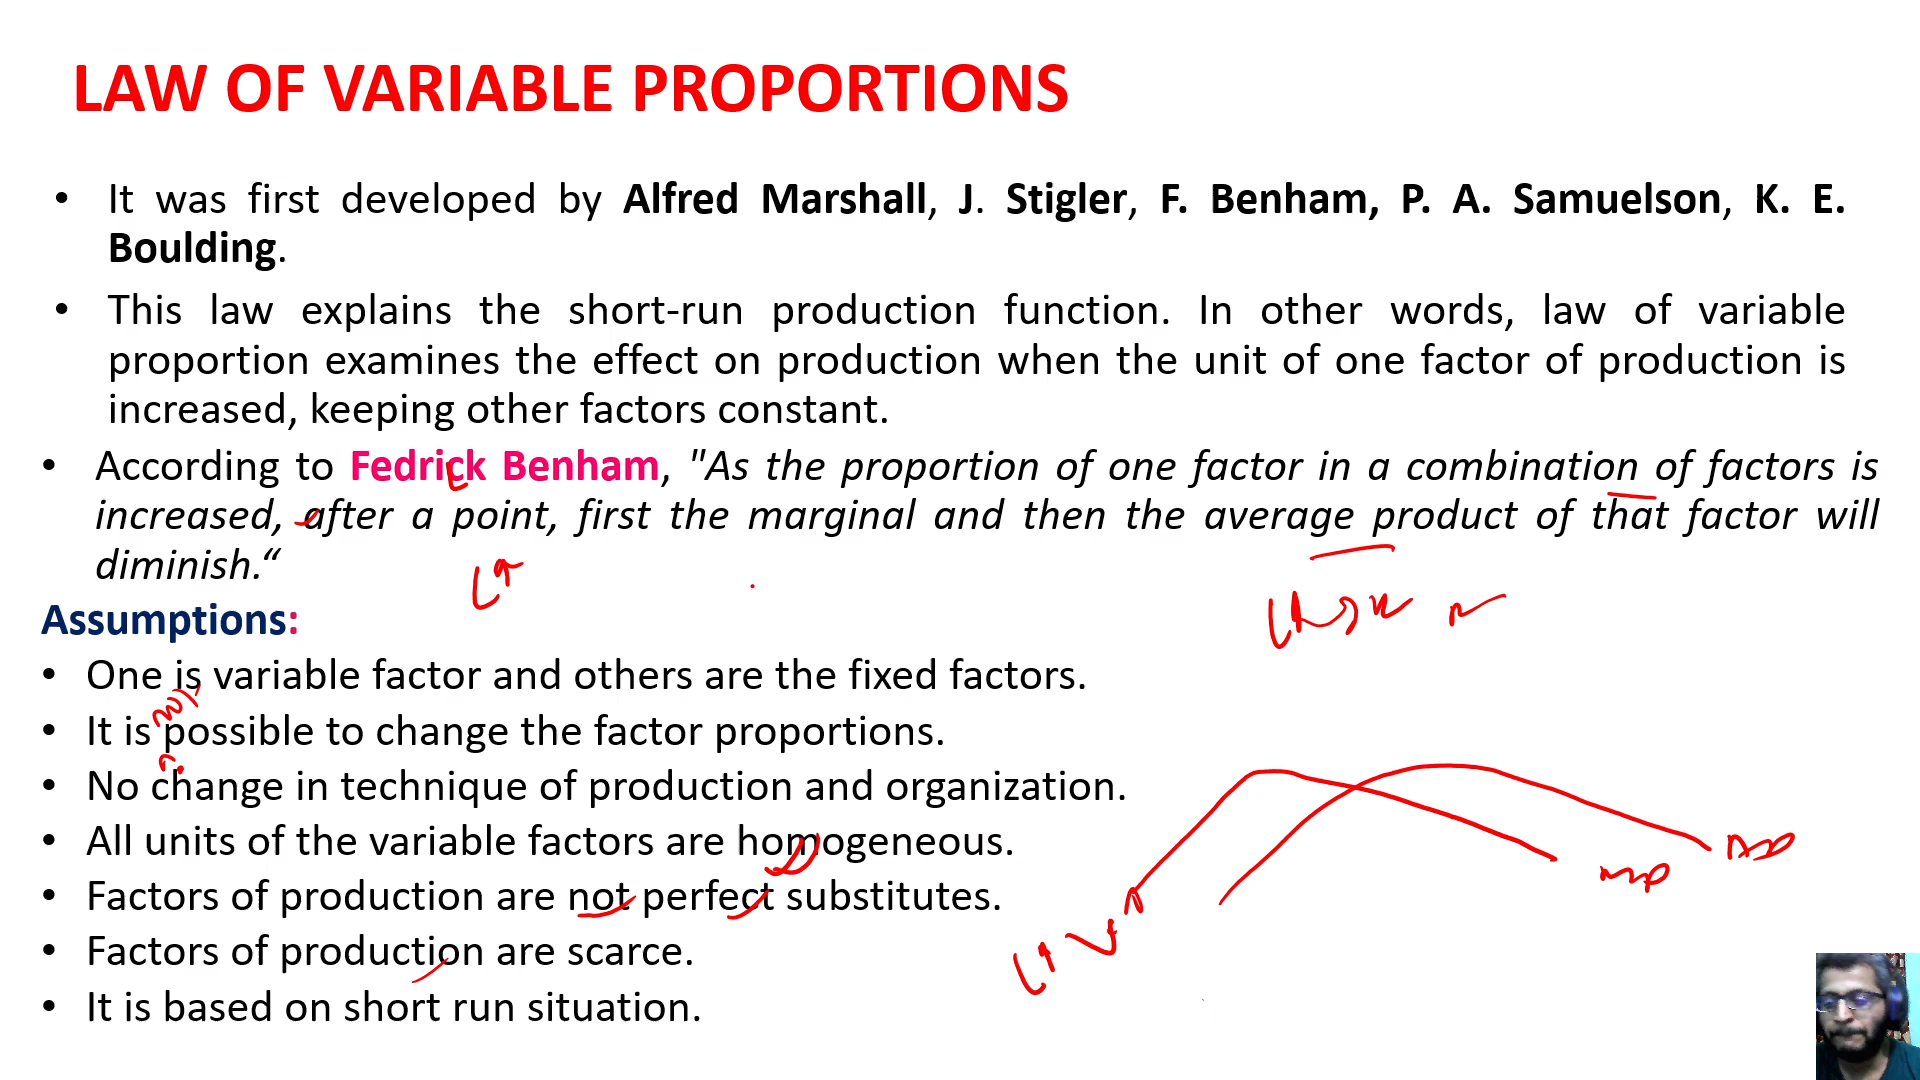 LAW OF VARIABLE PROPORTIONS
• It was first developed by Alfred Marshall, J. Stigler, F. Benham, P. A. Samuelson, K. E.
Boulding.
• This law explains the short-run production function. In other words, law of variable
proportion examines the effect on production when the unit of one factor of production is
increased, keeping other factors constant.
• According to Fedrick Benham, "As the proportion of one factor in a combination of factors is
increased, after a point, first the marginal and then the average product of that factor will
diminish.“
L↑
Assumptions:
• One is variable factor and others are the fixed factors.
not
• It is possible to change the factor proportions.
• No change in technique of production and organization.
• All units of the variable factors are homogeneous.
AP
MP
• Factors of production are not perfect substitutes.
• Factors of production are scarce.
L↑
• It is based on short run situation.